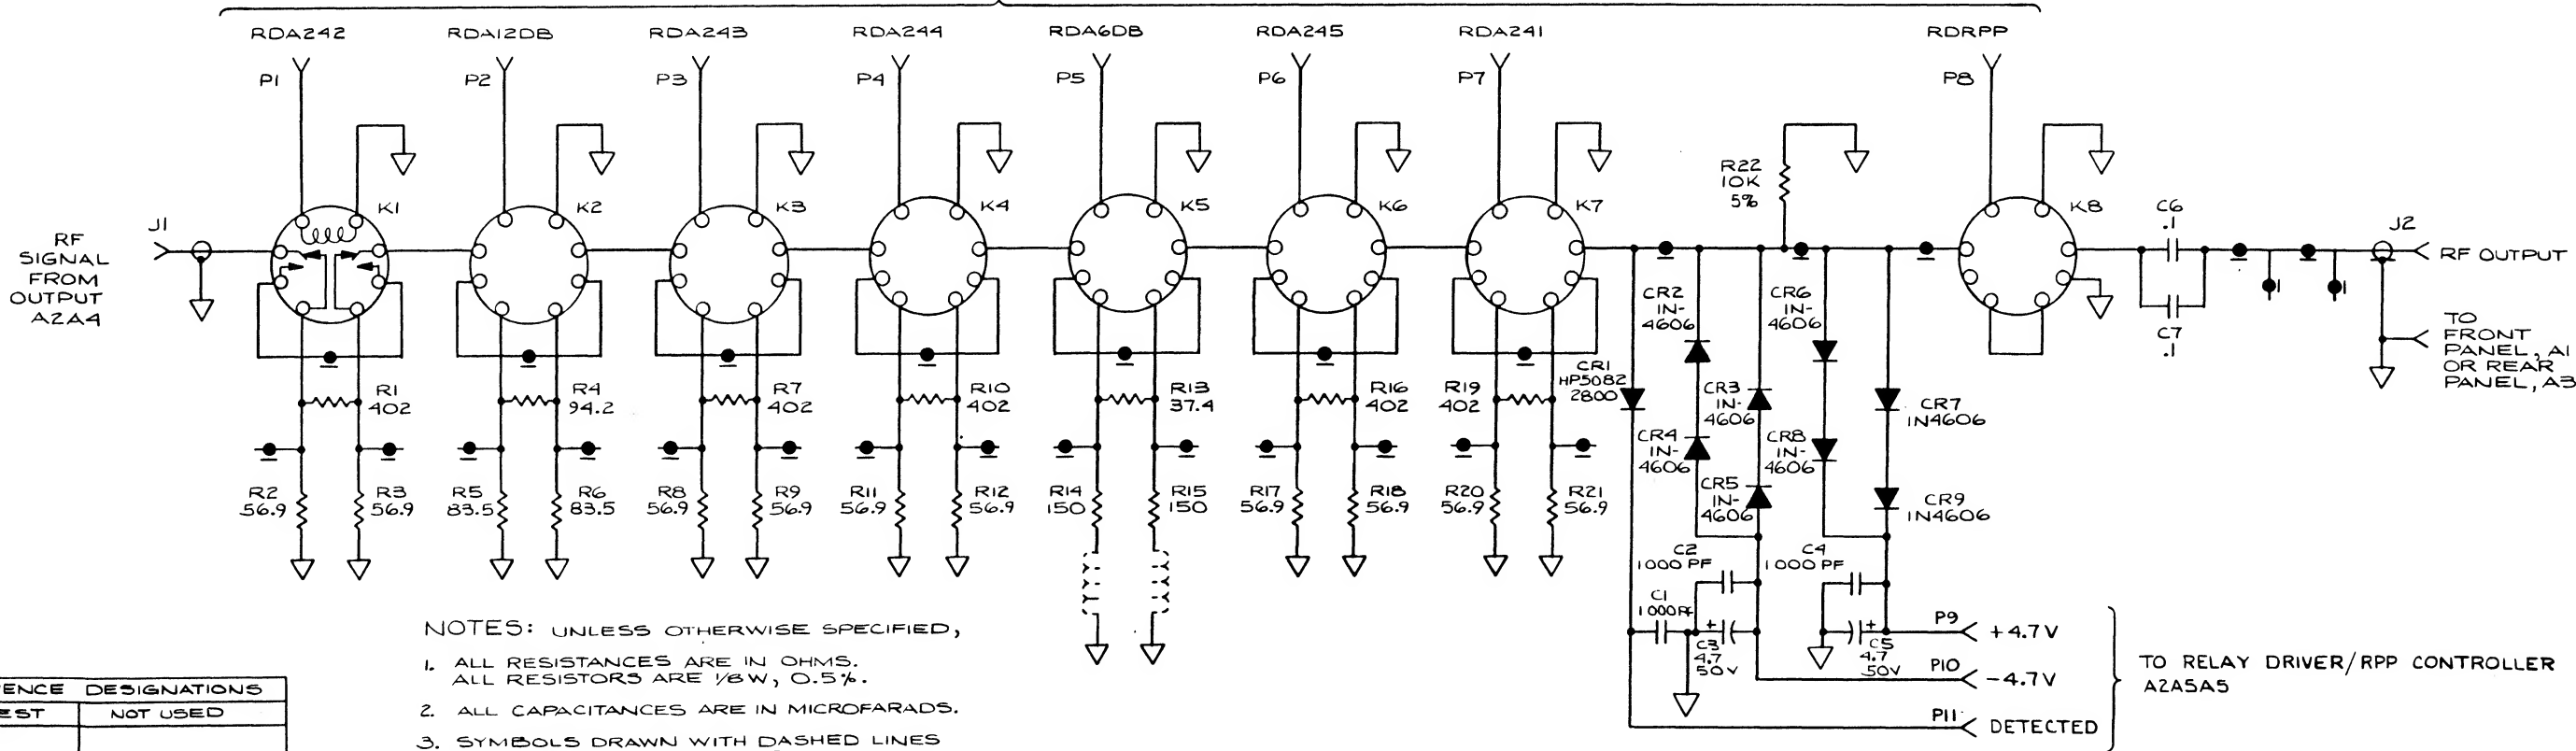 RDA242
RDA12DB
RDA243
RDA244
RDA6DB
RDA245
RDA241
RDRPP
P1
P2
P3
P4
P5
P6
P7
P8
K1
K2
K3
K4
K5
K6
K7
K8
J1
RF
SIGNAL
FROM
OUTPUT
A2A4
R22
10K
5%
C6
.1
C7
.1
J2
RF OUTPUT
TO
FRONT
PANEL, A1
OR REAR
PANEL, A3
R1
402
R4
94.2
R7
402
R10
402
R13
37.4
R16
402
R19
402
R2
56.9
R3
56.9
R5
83.5
R6
83.5
R8
56.9
R9
56.9
R11
56.9
R12
56.9
R14
150
R15
150
R17
56.9
R18
56.9
R20
56.9
R21
56.9
CR1
HP5082
2800
CR2
IN-
4606
CR3
IN-
4606
CR4
IN-
4606
CR5
IN-
4606
CR6
IN-
4606
CR8
IN-
4606
CR7
1N4606
CR9
1N4606
C2
1000 PF
C4
1000 PF
C1
1000PF
+
C3
4.7
50V
+
C5
4.7
50V
P9
+4.7V
P10
-4.7V
P11
DETECTED
TO RELAY DRIVER/RPP CONTROLLER
A2A5A5
NOTES: UNLESS OTHERWISE SPECIFIED,
1. ALL RESISTANCES ARE IN OHMS.
ALL RESISTORS ARE 1/8W, 0.5%.
2. ALL CAPACITANCES ARE IN MICROFARADS.
3. SYMBOLS DRAWN WITH DASHED LINES
ENCE DESIGNATIONS
EST
NOT USED